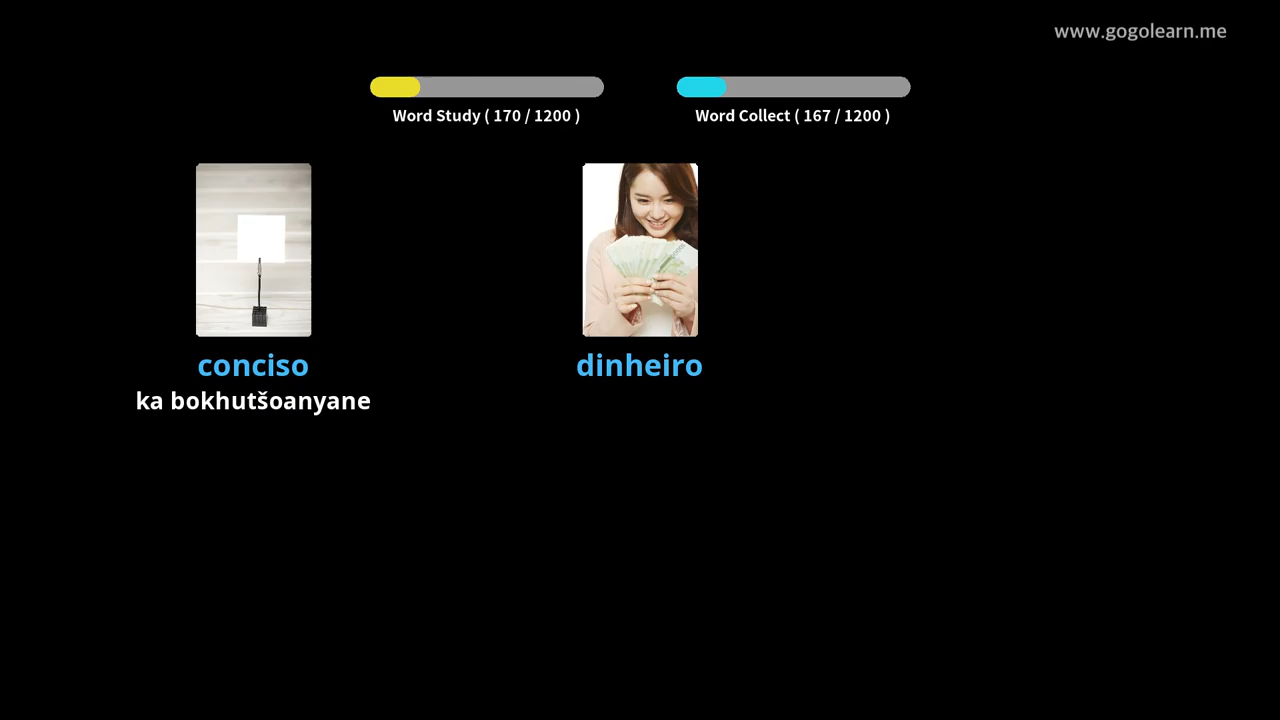 www.gogolearn.me
Word Study ( 170 / 1200 )
Word Collect ( 167 / 1200 )
conciso
dinheiro
ka bokhutšoanyane